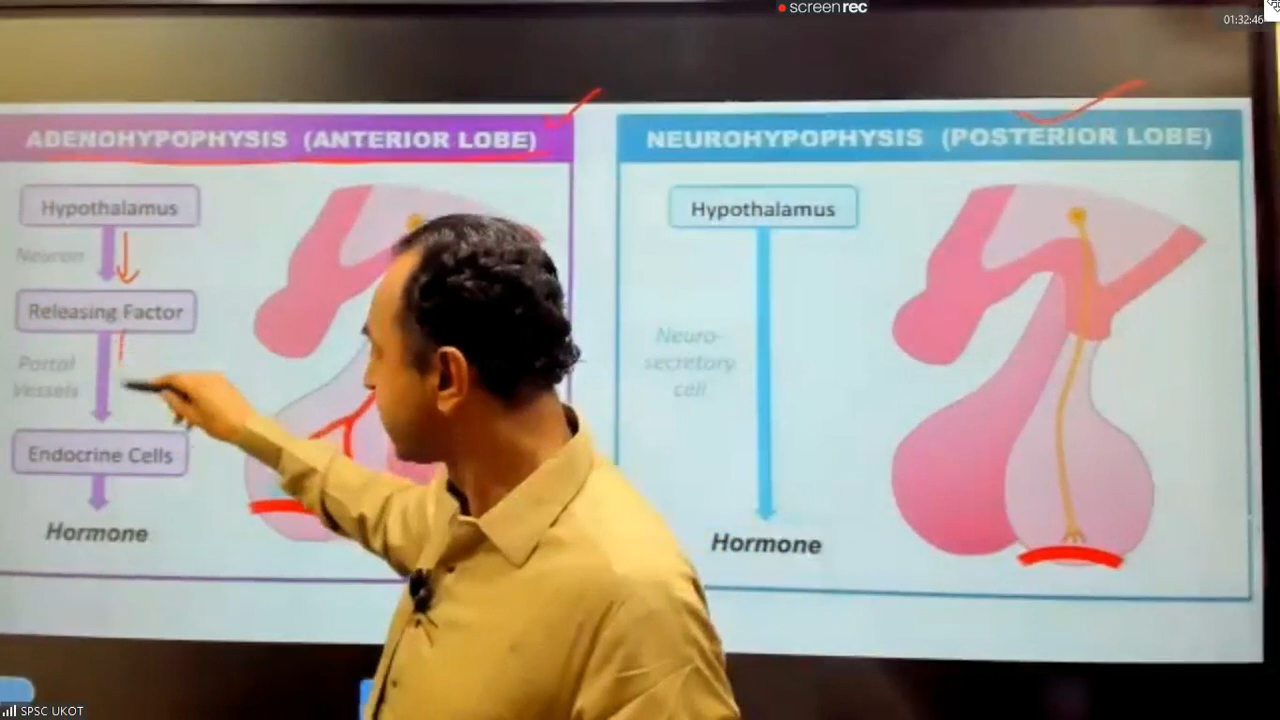 screenrec
01:32:46
ADENOHYPOPHYSIS (ANTERIOR LOBE)
Hypothalamus
Neuron
Releasing Factor
Portal
Vessels
Endocrine Cells
Hormone
NEUROHYPOPHYSIS (POSTERIOR LOBE)
Hypothalamus
Neuro-
secretory
cell
Hormone
SPSC UKOT